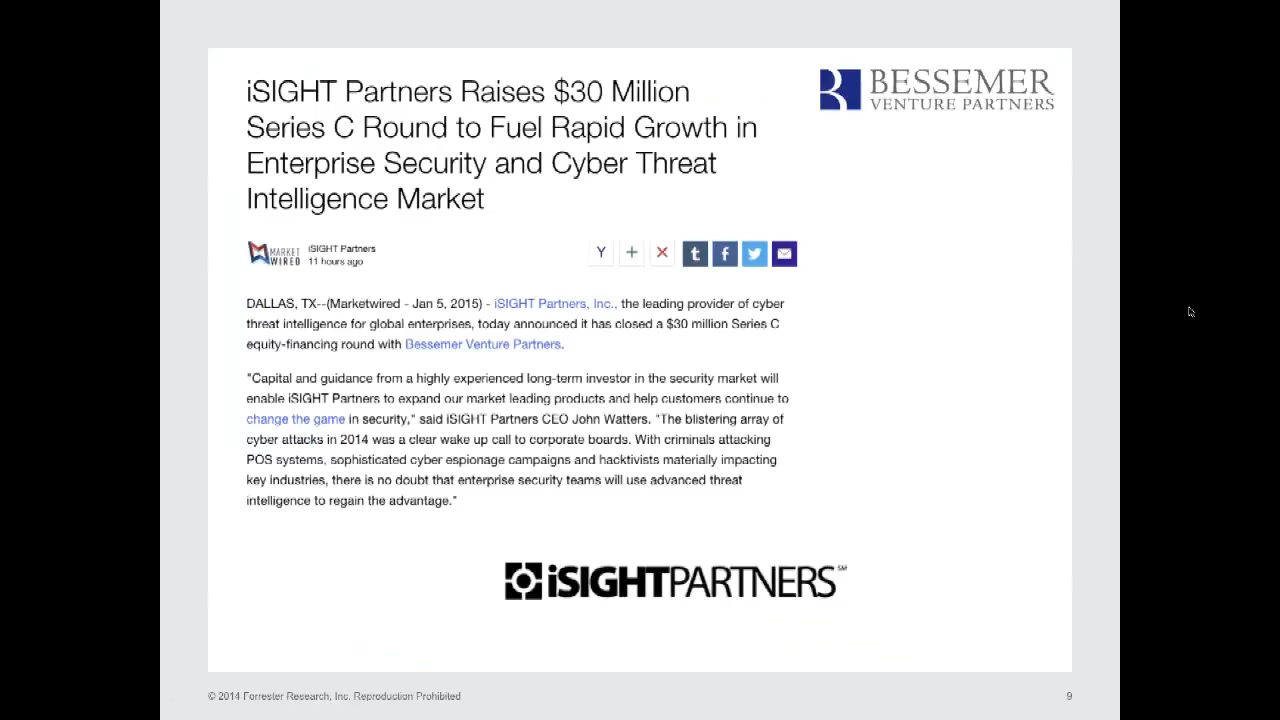 iSIGHT Partners Raises $30 Million
Series C Round to Fuel Rapid Growth in
Enterprise Security and Cyber Threat
Intelligence Market
BESSEMER
VENTURE PARTNERS
MARKET
WIRED
iSIGHT Partners
11 hours ago
DALLAS, TX--(Marketwired - Jan 5, 2015) - iSIGHT Partners, Inc., the leading provider of cyber
threat intelligence for global enterprises, today announced it has closed a $30 million Series C
equity-financing round with Bessemer Venture Partners.
"Capital and guidance from a highly experienced long-term investor in the security market will
enable iSIGHT Partners to expand our market leading products and help customers continue to
change the game in security," said iSIGHT Partners CEO John Watters. "The blistering array of
cyber attacks in 2014 was a clear wake up call to corporate boards. With criminals attacking
POS systems, sophisticated cyber espionage campaigns and hacktivists materially impacting
key industries, there is no doubt that enterprise security teams will use advanced threat
intelligence to regain the advantage."
iSIGHTPARTNERS℠
© 2014 Forrester Research, Inc. Reproduction Prohibited
9